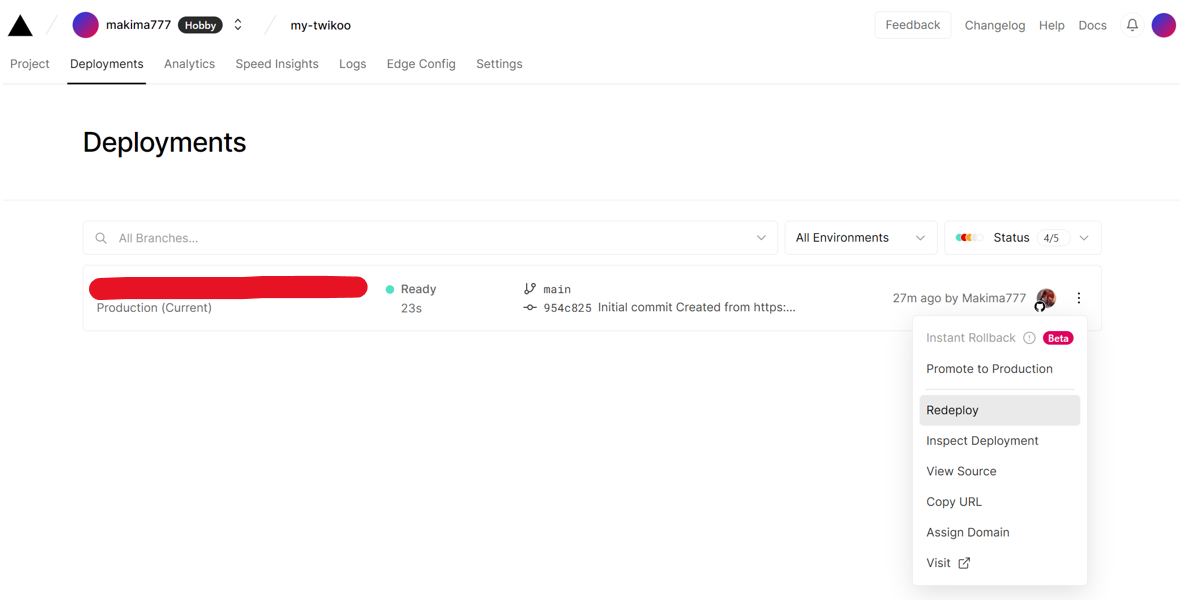 makima777 Hobby my-twikoo Feedback Changelog Help Docs
Project Deployments Analytics Speed Insights Logs Edge Config Settings
Deployments
All Branches... All Environments Status 4/5
Ready main
Production (Current) 23s 954c825 Initial commit Created from https:...
27m ago by Makima777
Instant Rollback Beta
Promote to Production
Redeploy
Inspect Deployment
View Source
Copy URL
Assign Domain
Visit